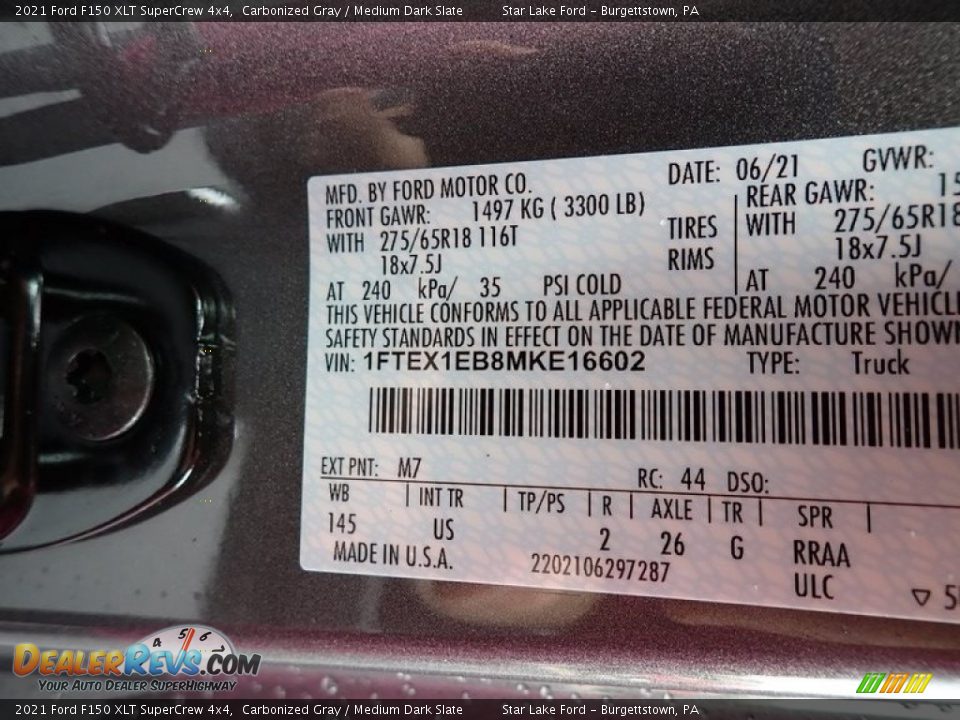 2021 Ford F150 XLT SuperCrew 4x4, Carbonized Gray / Medium Dark Slate Star Lake Ford - Burgettstown, PA
MFD. BY FORD MOTOR CO. DATE: 06/21 GVWR:
FRONT GAWR: 1497 KG ( 3300 LB) REAR GAWR: 15
WITH 275/65R18 116T TIRES WITH 275/65R18
18x7.5J RIMS 18x7.5J
AT 240 kPa/ 35 PSI COLD AT 240 kPa/
THIS VEHICLE CONFORMS TO ALL APPLICABLE FEDERAL MOTOR VEHICLE
SAFETY STANDARDS IN EFFECT ON THE DATE OF MANUFACTURE SHOWN
VIN: 1FTEX1EB8MKE16602 TYPE: Truck
EXT PNT: M7 RC: 44 DSO:
WB INT TR TP/PS R AXLE TR SPR
145 US 2 26 G RRAA
MADE IN U.S.A. 2202106297287 ULC
4 5 6
DEALERREVS.COM
YOUR AUTO DEALER SUPERHIGHWAY
2021 Ford F150 XLT SuperCrew 4x4, Carbonized Gray / Medium Dark Slate Star Lake Ford - Burgettstown, PA